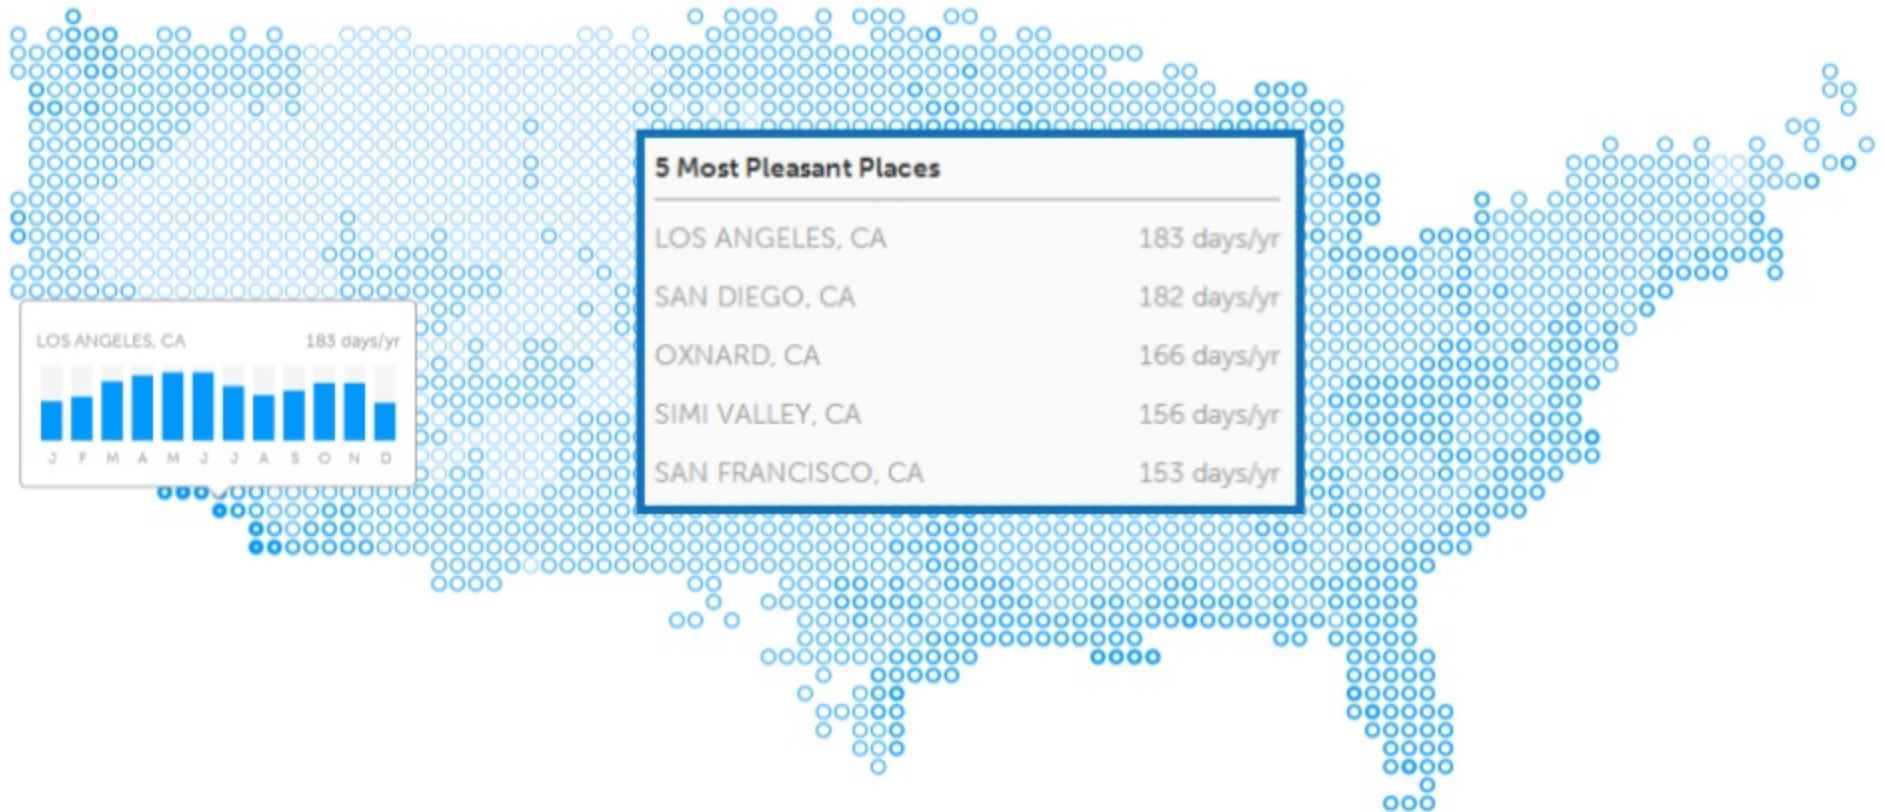 5 Most Pleasant Places
LOS ANGELES, CA 183 days/yr
SAN DIEGO, CA 182 days/yr
OXNARD, CA 166 days/yr
SIMI VALLEY, CA 156 days/yr
SAN FRANCISCO, CA 153 days/yr
LOS ANGELES, CA 183 days/yr
J F M A M J J A S O N D